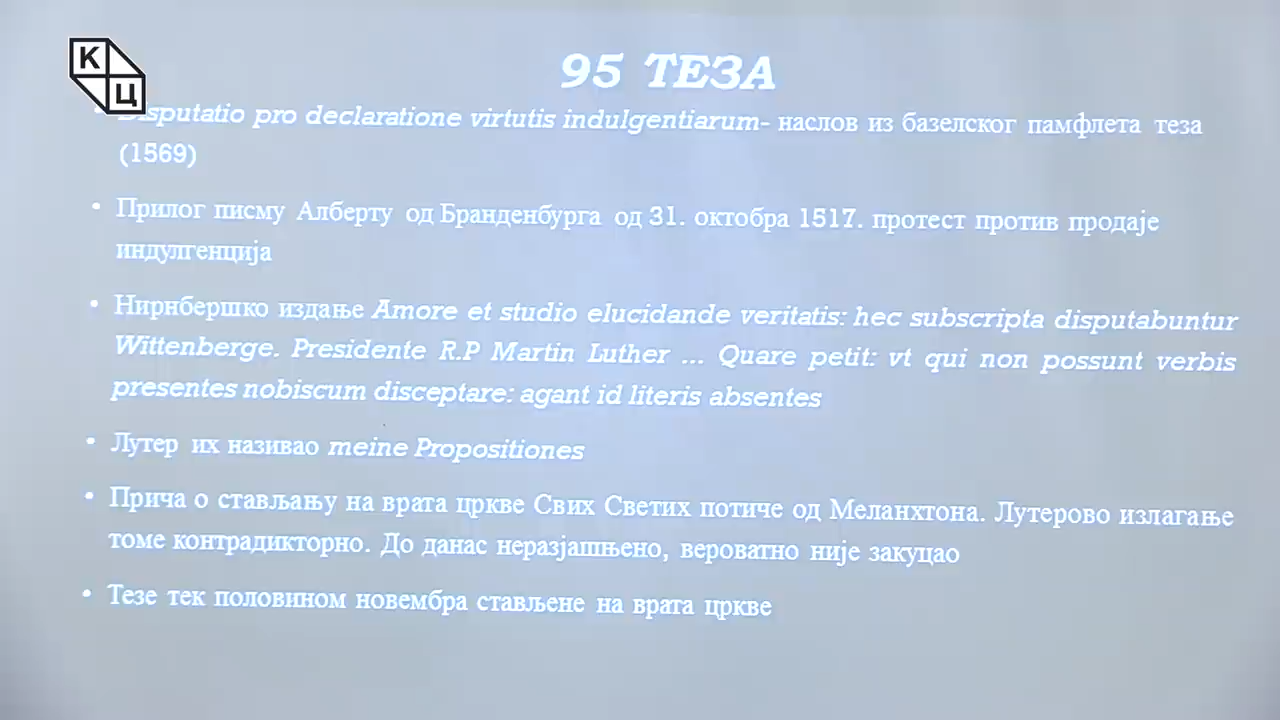 К
Ц
95 ТЕЗА
Disputatio pro declaratione virtutis indulgentiarum- наслов из базелског памфлета теза
(1569)
• Прилог писму Алберту од Бранденбурга од 31. октобра 1517. протест против продаје
индулгенција
• Нирнбершко издање Amore et studio elucidande veritatis: hec subscripta disputabuntur
Wittenberge. Presidente R.P Martin Luther ... Quare petit: vt qui non possunt verbis
presentes nobiscum disceptare: agant id literis absentes
• Лутер их називао meine Propositiones
• Прича о стављању на врата цркве Свих Светих потиче од Меланхтона. Лутерово излагање
томе контрадикторно. До данас неразјашњено, вероватно није закуцао
• Тезе тек половином новембра стављене на врата цркве